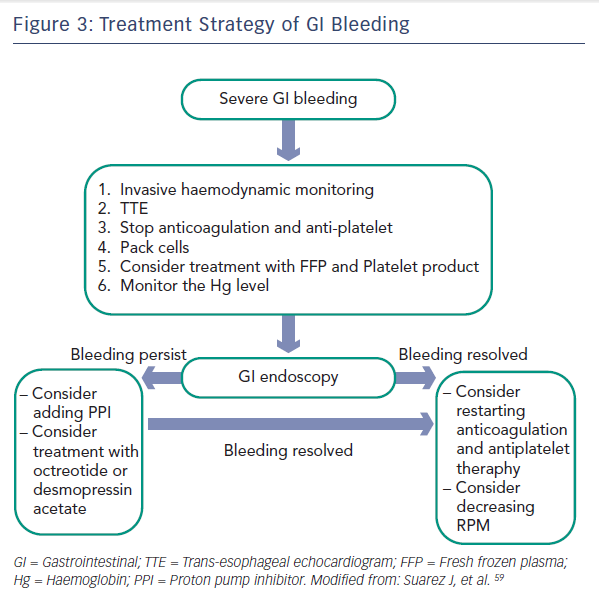 Figure 3: Treatment Strategy of GI Bleeding
Severe GI bleeding
1. Invasive haemodynamic monitoring
2. TTE
3. Stop anticoagulation and anti-platelet
4. Pack cells
5. Consider treatment with FFP and Platelet product
6. Monitor the Hg level
Bleeding persist
GI endoscopy
Bleeding resolved
– Consider
adding PPI
– Consider
treatment with
octreotide or
desmopressin
acetate
Bleeding resolved
– Consider
restarting
anticoagulation
and antiplatelet
theraphy
– Consider
decreasing
RPM
GI = Gastrointestinal; TTE = Trans-esophageal echocardiogram; FFP = Fresh frozen plasma;
Hg = Haemoglobin; PPI = Proton pump inhibitor. Modified from: Suarez J, et al. 59